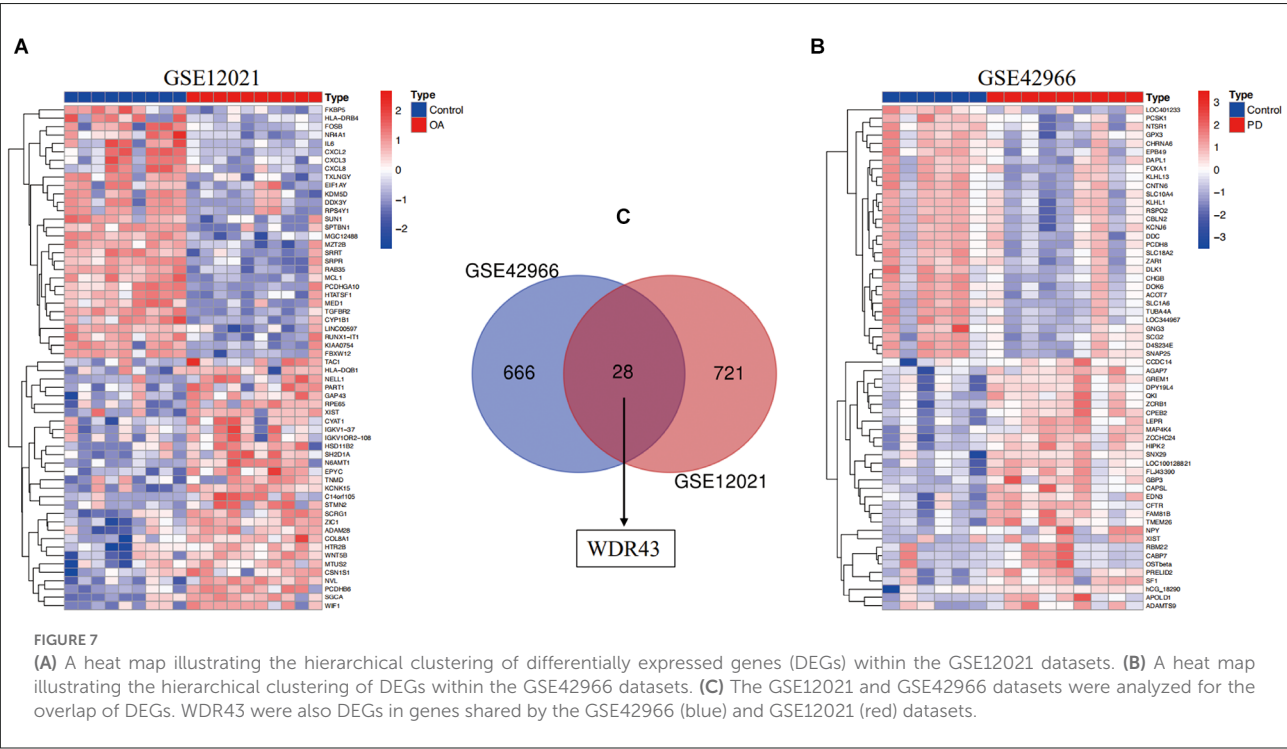 A
GSE12021
Type
FKBP5
HLA−DRB4
FOSB
NR4A1
IL6
CXCL2
CXCL3
CXCL8
TXLNGY
EIF1AY
KDM5D
DDX3Y
RPS4Y1
SUN1
SPTBN1
MGC12488
MZT2B
SRRT
SRPR
RAB35
MCL1
PCDHGA10
HTATSF1
MED1
TGFBR2
CYP1B1
LINC00597
RUNX1−IT1
KIAA0754
FBXW12
TAC1
HLA−DQB1
NELL1
PART1
GAP43
RPE65
XIST
CYAT1
IGKV1−37
IGKV1OR2−108
HSD11B2
SH2D1A
N6AMT1
EPYC
TNMD
KCNK15
C14orf105
STMN2
SCRG1
ZIC1
ADAM28
COL8A1
HTR2B
WNT5B
MTUS2
CSN1S1
NVL
PCDHB6
SGCA
WIF1
2
1
0
−1
−2
Type
Control
OA
C
GSE42966
666
28
721
GSE12021
WDR43
B
GSE42966
Type
LOC401233
PCSK1
NTSR1
GPX3
CHRNA6
EPB49
DAPL1
FOXA1
KLHL13
CNTN6
SLC10A4
KLHL1
RSPO2
CBLN2
KCNJ6
DDC
PCDH8
SLC18A2
ZAR1
DLK1
CHGB
DOK6
ACOT7
SLC1A6
TUBA4A
LOC344967
GNG3
SCG2
D4S234E
SNAP25
CCDC14
AGAP7
GREM1
DPY19L4
QKI
ZCRB1
CPEB2
LEPR
MAP4K4
ZCCHC24
HIPK2
SNX29
LOC100128821
FLJ43390
GBP3
CAPSL
EDN3
CFTR
FAM81B
TMEM26
NPY
XIST
RBM22
CABP7
OSTbeta
PRELID2
SF1
hCG_18290
APOLD1
ADAMTS9
3
2
1
0
−1
−2
−3
Type
Control
PD
FIGURE 7
(A) A heat map illustrating the hierarchical clustering of differentially expressed genes (DEGs) within the GSE12021 datasets. (B) A heat map
illustrating the hierarchical clustering of DEGs within the GSE42966 datasets. (C) The GSE12021 and GSE42966 datasets were analyzed for the
overlap of DEGs. WDR43 were also DEGs in genes shared by the GSE42966 (blue) and GSE12021 (red) datasets.